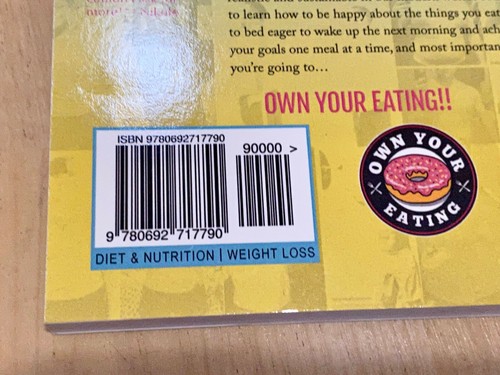 more!
to learn how to be happy about the things you eat
to bed eager to wake up the next morning and ach
your goals one meal at a time, and most importan
you're going to...
OWN YOUR EATING!!
ISBN 9780692717790
90000 >
9 780692 717790
DIET & NUTRITION | WEIGHT LOSS
OWN YOUR
EATING